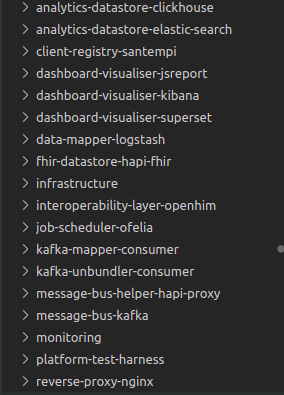 analytics-datastore-clickhouse
analytics-datastore-elastic-search
client-registry-santempi
dashboard-visualiser-jsreport
dashboard-visualiser-kibana
dashboard-visualiser-superset
data-mapper-logstash
fhir-datastore-hapi-fhir
infrastructure
interoperability-layer-openhim
job-scheduler-ofelia
kafka-mapper-consumer
kafka-unbundler-consumer
message-bus-helper-hapi-proxy
message-bus-kafka
monitoring
platform-test-harness
reverse-proxy-nginx